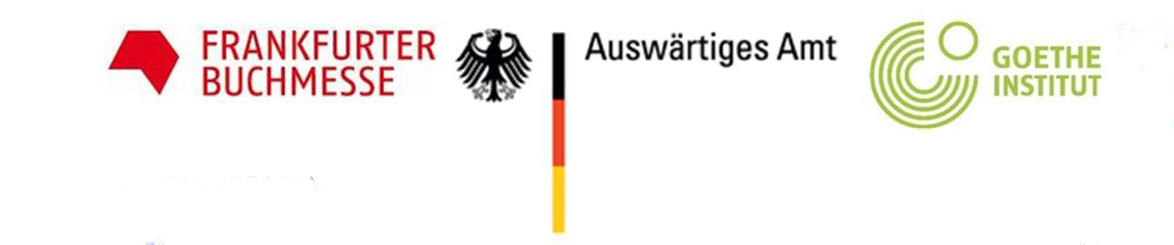 FRANKFURTER
BUCHMESSE
Auswärtiges Amt
GOETHE
INSTITUT